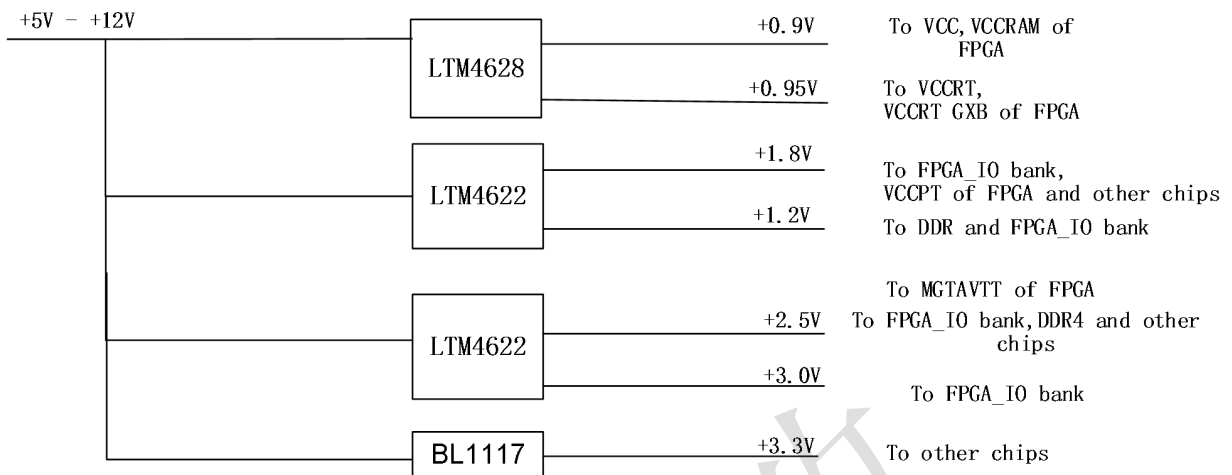 +5V - +12V
LTM4628
+0.9V
To VCC,VCCRAM of
FPGA
+0.95V
To VCCRT,
VCCRT GXB of FPGA
LTM4622
+1.8V
To FPGA_IO bank,
VCCPT of FPGA and other chips
+1.2V
To DDR and FPGA_IO bank
LTM4622
To MGTAVTT of FPGA
+2.5V
To FPGA_IO bank,DDR4 and other
chips
+3.0V
To FPGA_IO bank
BL1117
+3.3V
To other chips